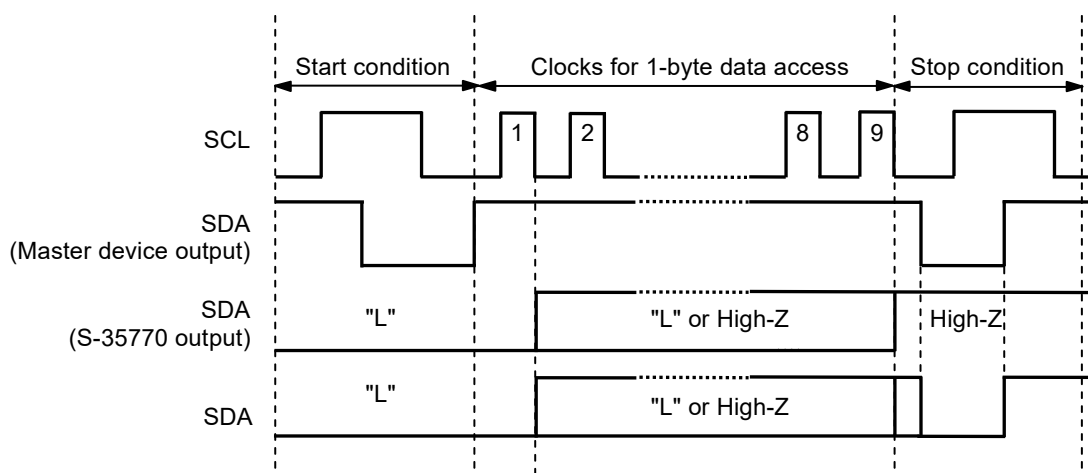 Start condition
Clocks for 1-byte data access
Stop condition
SCL
1
2
8
9
SDA
(Master device output)
SDA
(S-35770 output)
"L"
"L" or High-Z
High-Z
SDA
"L"
"L" or High-Z